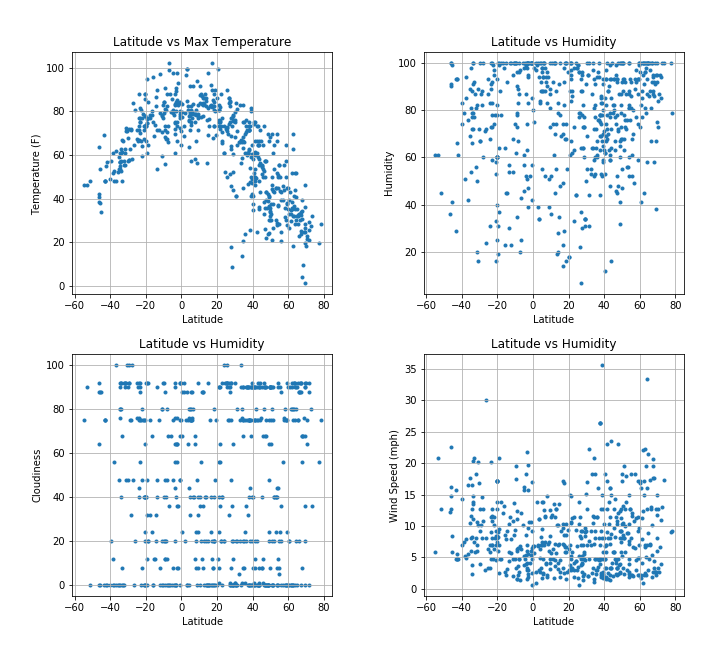 Latitude vs Max Temperature
100
80
60
40
20
0
Temperature (F)
−60 −40 −20 0 20 40 60 80
Latitude
Latitude vs Humidity
100
80
60
40
20
Humidity
−60 −40 −20 0 20 40 60 80
Latitude
Latitude vs Humidity
100
80
60
40
20
0
Cloudiness
−60 −40 −20 0 20 40 60 80
Latitude
Latitude vs Humidity
35
30
25
20
15
10
5
0
Wind Speed (mph)
−60 −40 −20 0 20 40 60 80
Latitude